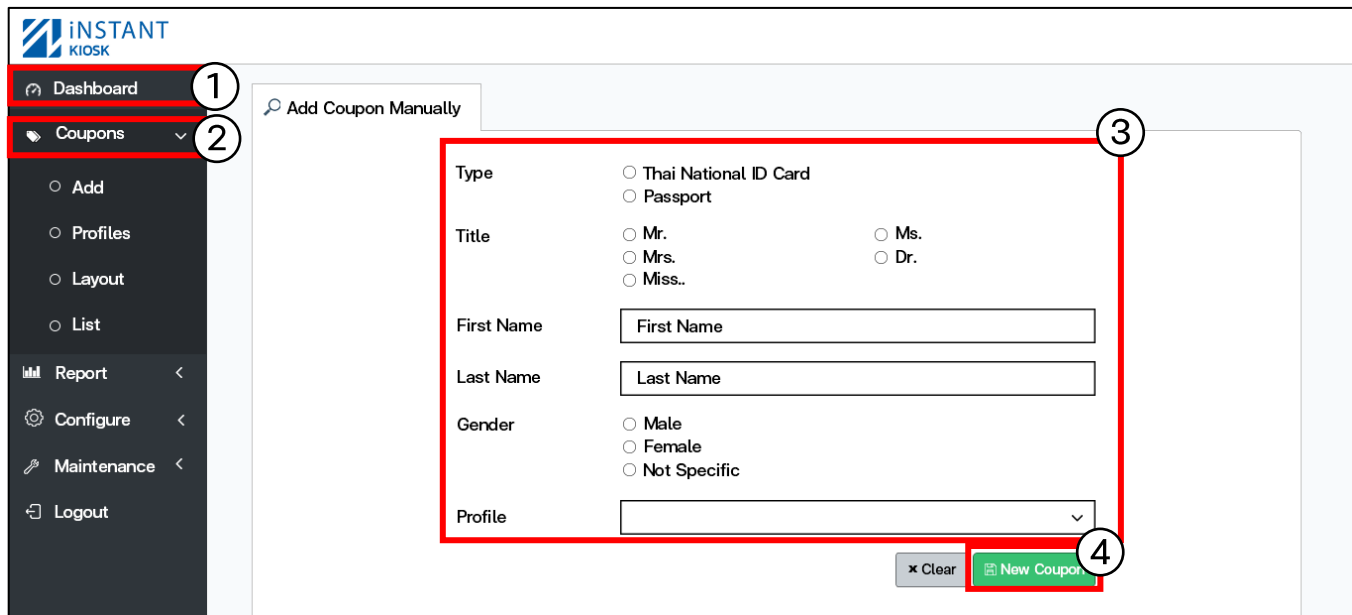 iNSTANT
KIOSK
Dashboard 1
Coupons 2
Add
Profiles
Layout
List
Report
Configure
Maintenance
Logout
Add Coupon Manually
3
Type
Thai National ID Card
Passport
Title
Mr. Ms.
Mrs. Dr.
Miss..
First Name First Name
Last Name Last Name
Gender
Male
Female
Not Specific
Profile
Clear New Coupon 4